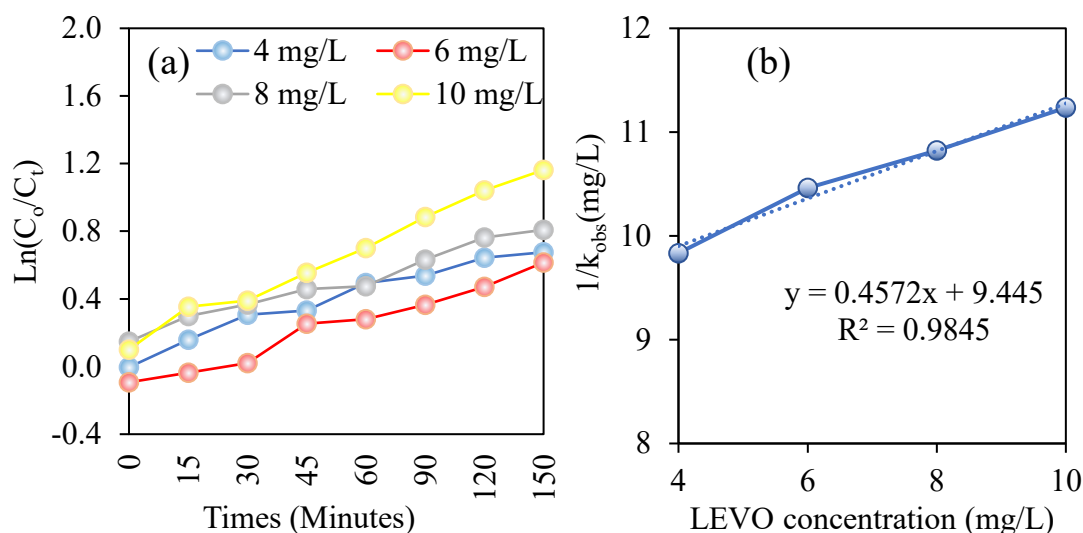 (a)
4 mg/L
6 mg/L
8 mg/L
10 mg/L
2.0
1.6
1.2
0.8
0.4
0.0
-0.4
Ln(Co/Ct)
0 15 30 45 60 90 120 150
Times (Minutes)
(b)
12
11
10
9
8
1/kobs(mg/L)
y = 0.4572x + 9.445
R² = 0.9845
4 6 8 10
LEVO concentration (mg/L)